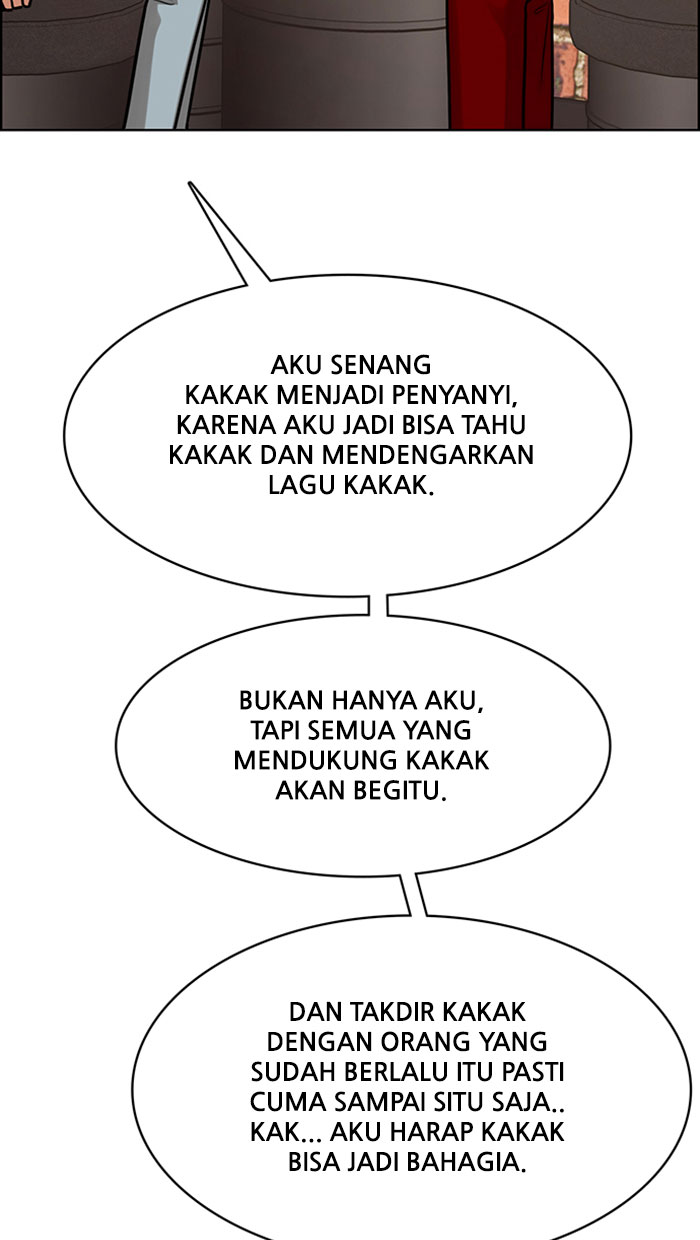 AKU SENANG
KAKAK MENJADI PENYANYI,
KARENA AKU JADI BISA TAHU
KAKAK DAN MENDENGARKAN
LAGU KAKAK.
BUKAN HANYA AKU,
TAPI SEMUA YANG
MENDUKUNG KAKAK
AKAN BEGITU.
DAN TAKDIR KAKAK
DENGAN ORANG YANG
SUDAH BERLALU ITU PASTI
CUMA SAMPAI SITU SAJA..
KAK... AKU HARAP KAKAK
BISA JADI BAHAGIA.